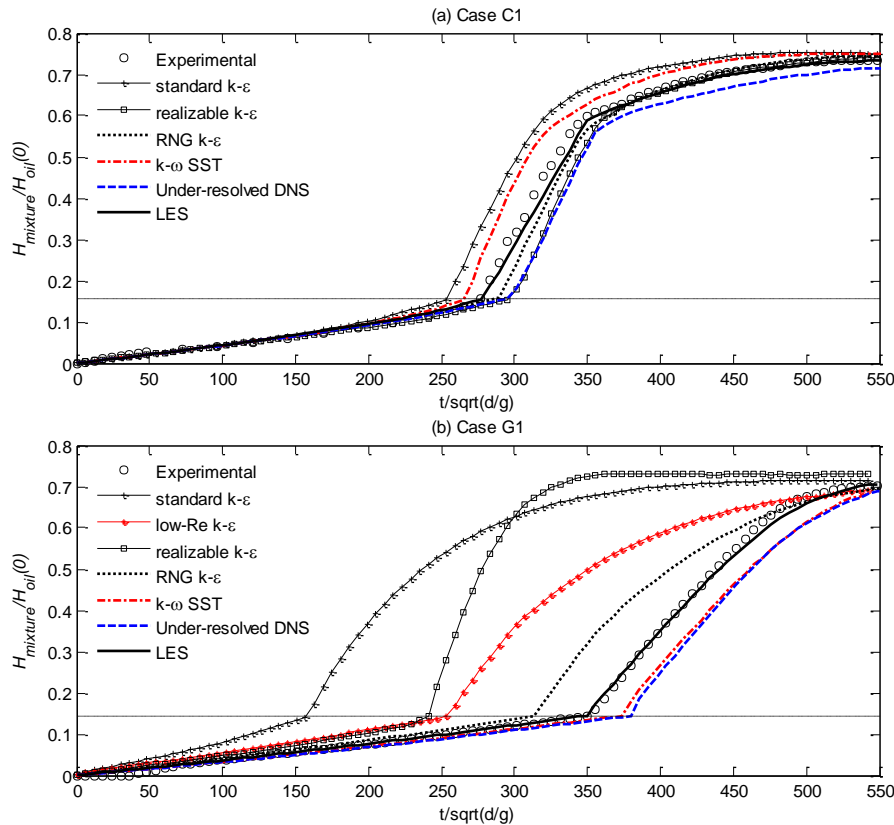 (a) Case C1
0.8
0.7
0.6
0.5
0.4
0.3
0.2
0.1
0
H_mixture/H_oil(0)
Experimental
standard k-ε
realizable k-ε
RNG k-ε
k-ω SST
Under-resolved DNS
LES
0 50 100 150 200 250 300 350 400 450 500 550
t/sqrt(d/g)
(b) Case G1
0.8
0.7
0.6
0.5
0.4
0.3
0.2
0.1
0
H_mixture/H_oil(0)
Experimental
standard k-ε
low-Re k-ε
realizable k-ε
RNG k-ε
k-ω SST
Under-resolved DNS
LES
0 50 100 150 200 250 300 350 400 450 500 550
t/sqrt(d/g)